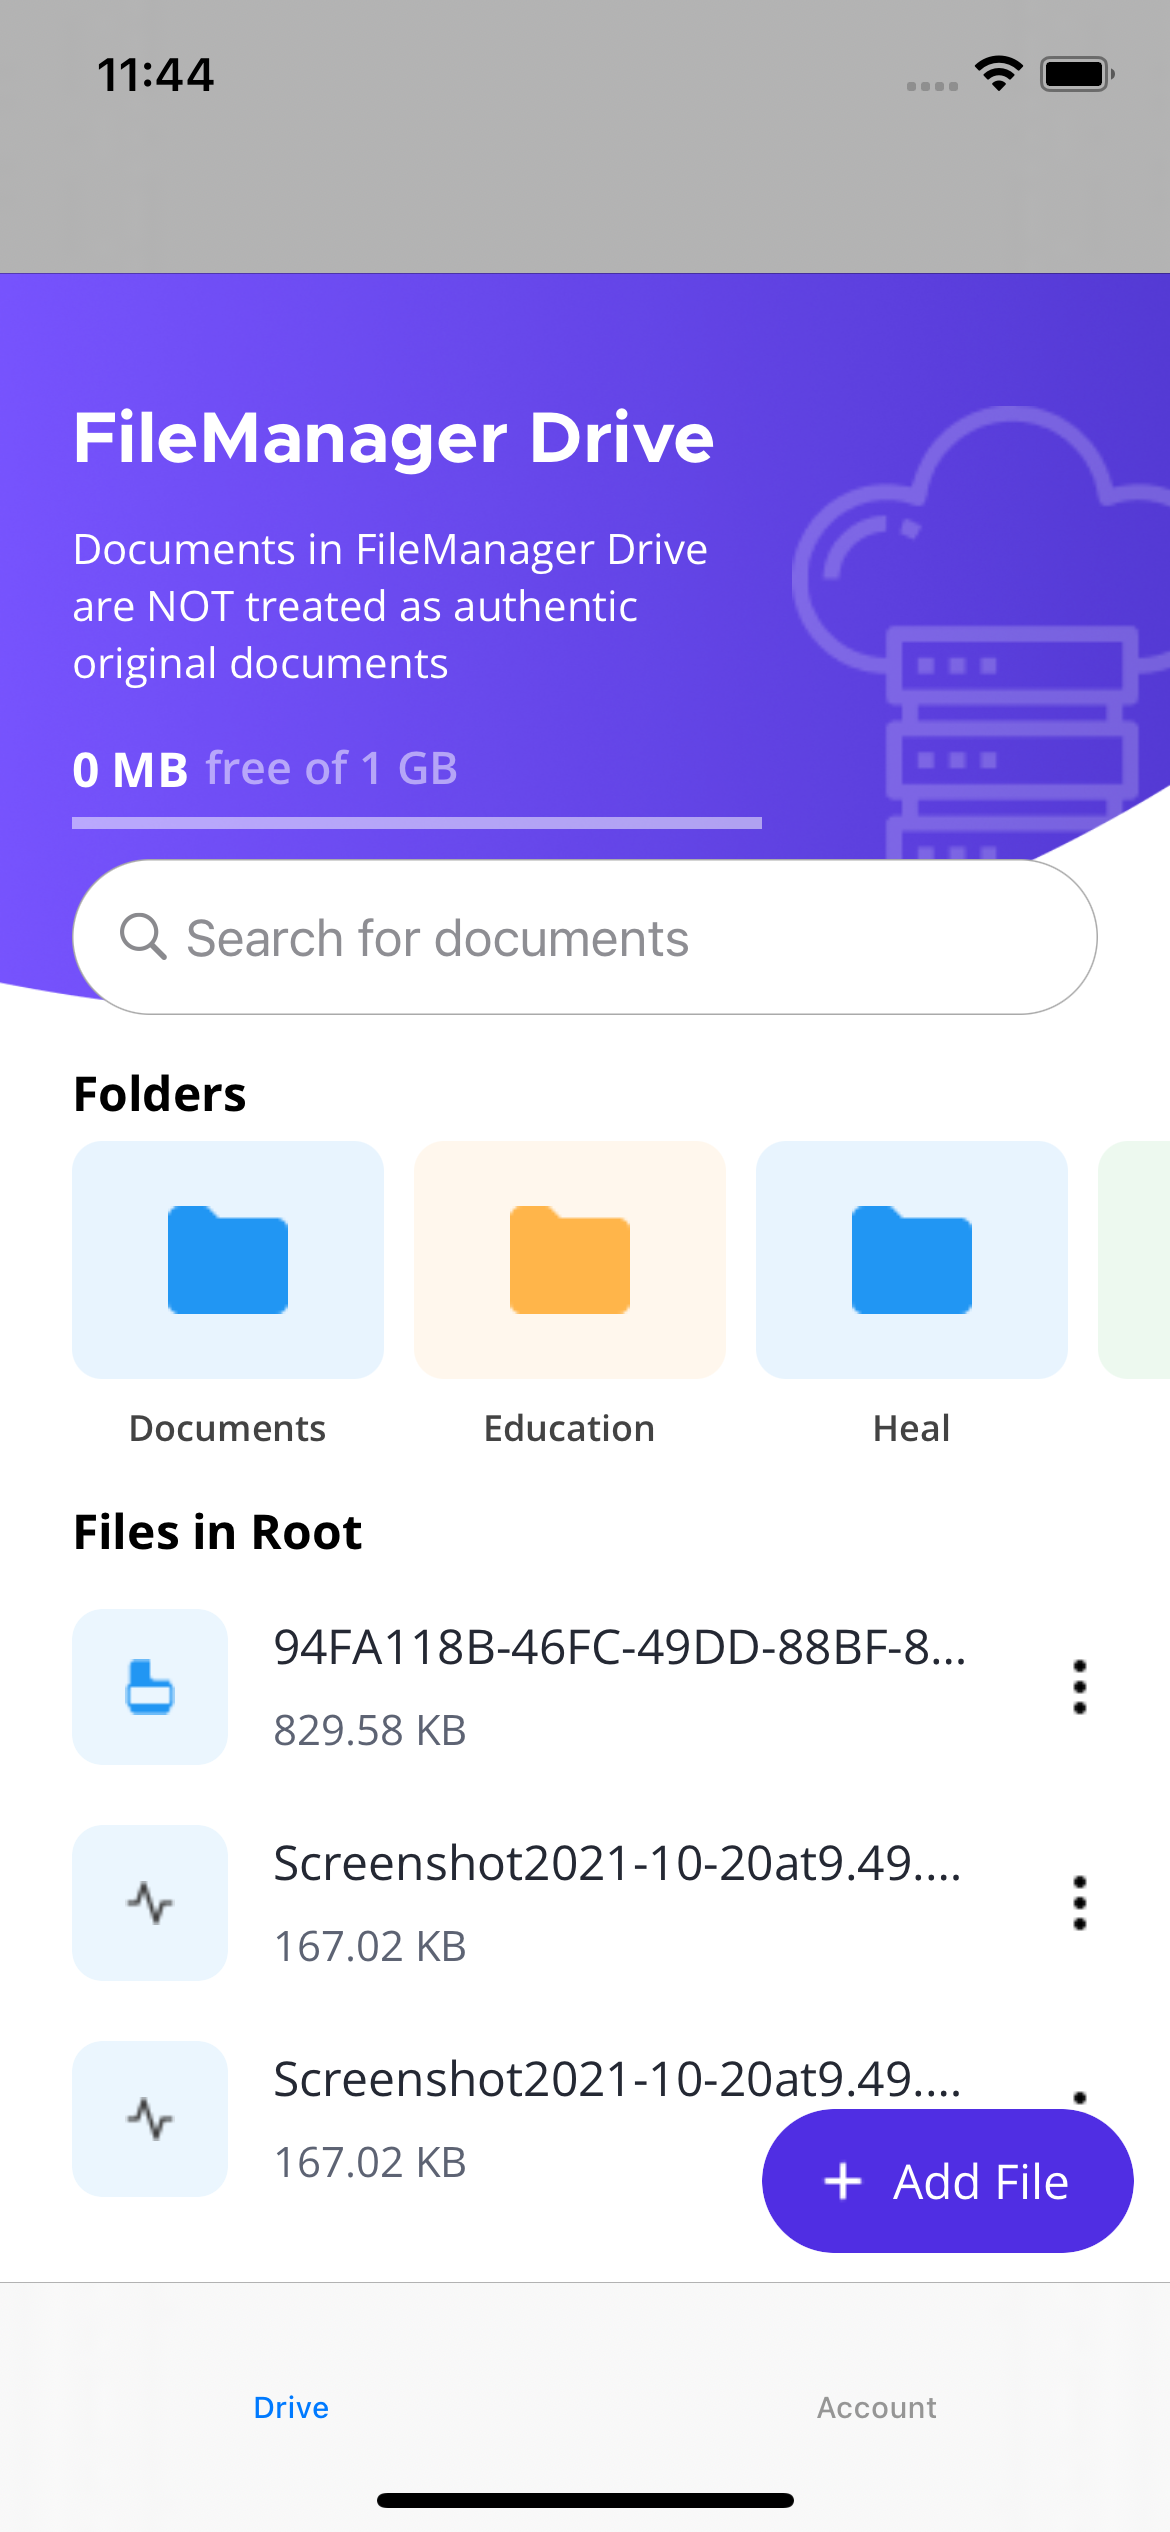 11:44
FileManager Drive
Documents in FileManager Drive
are NOT treated as authentic
original documents
0 MB free of 1 GB
Search for documents
Folders
Documents
Education
Heal
Files in Root
94FA118B-46FC-49DD-88BF-8...
829.58 KB
Screenshot2021-10-20at9.49....
167.02 KB
Screenshot2021-10-20at9.49....
167.02 KB
+ Add File
Drive
Account